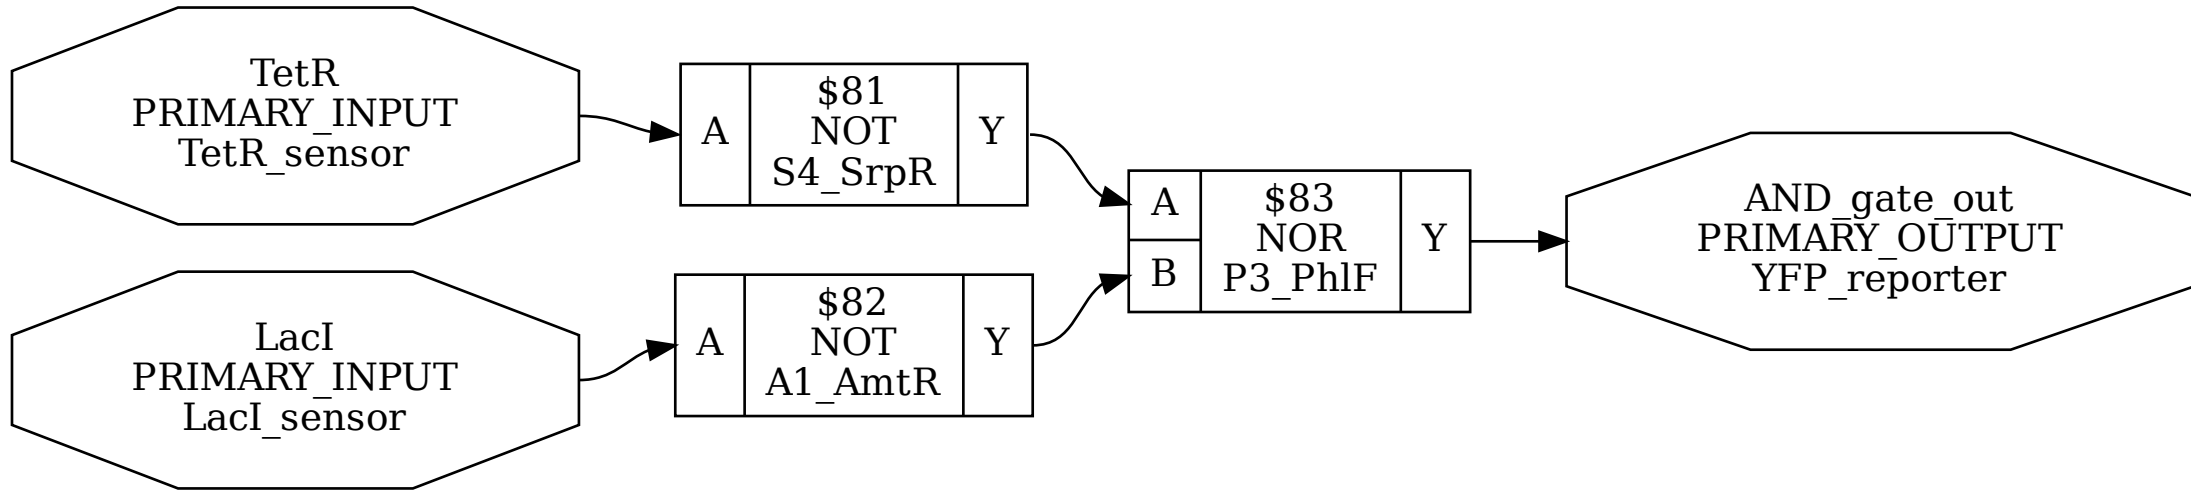 TetR
PRIMARY_INPUT
TetR_sensor
A
$81
NOT
S4_SrpR
Y
LacI
PRIMARY_INPUT
LacI_sensor
A
$82
NOT
A1_AmtR
Y
A
B
$83
NOR
P3_PhlF
Y
AND_gate_out
PRIMARY_OUTPUT
YFP_reporter